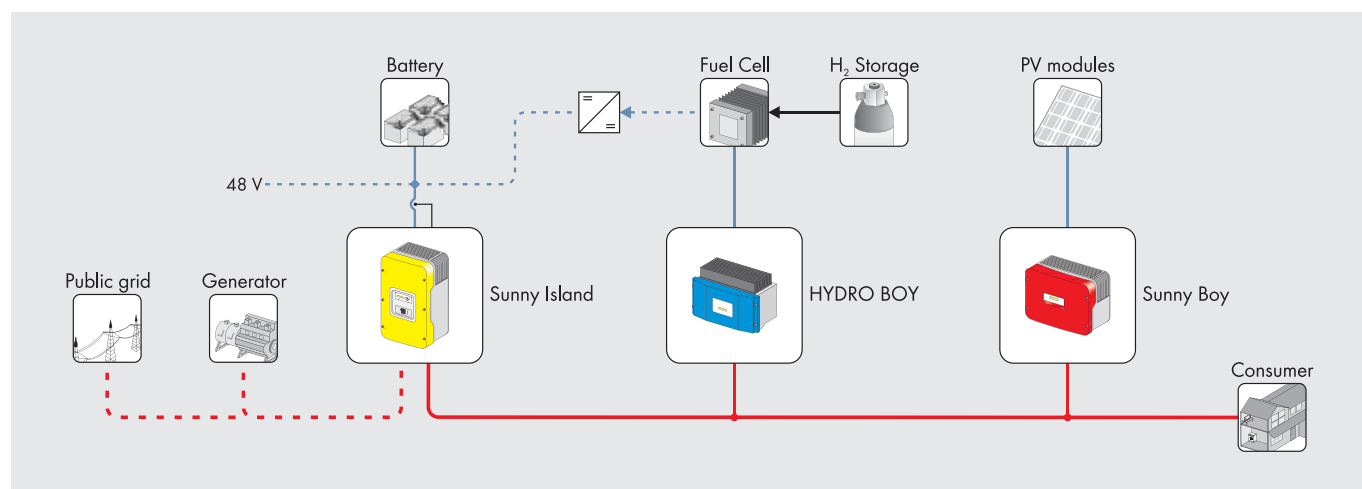 Battery
Fuel Cell
H₂ Storage
PV modules
48 V
Public grid
Generator
Sunny Island
HYDRO BOY
Sunny Boy
Consumer